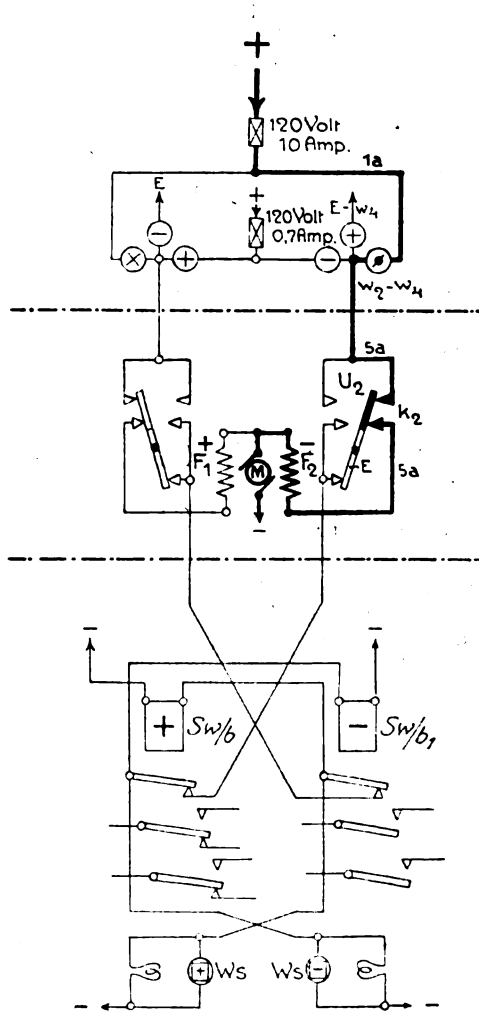 +
120 Volt
10 Amp.
1a
E
+
E-w4
120 Volt
0,7 Amp.
-
+
×
+
-
w2-w4
5a
U2
k2
+
F1
M
-
F2
-E
5a
-
-
-
+
Sw/b
-
Sw/b1
+
Ws
Ws
-
-
-